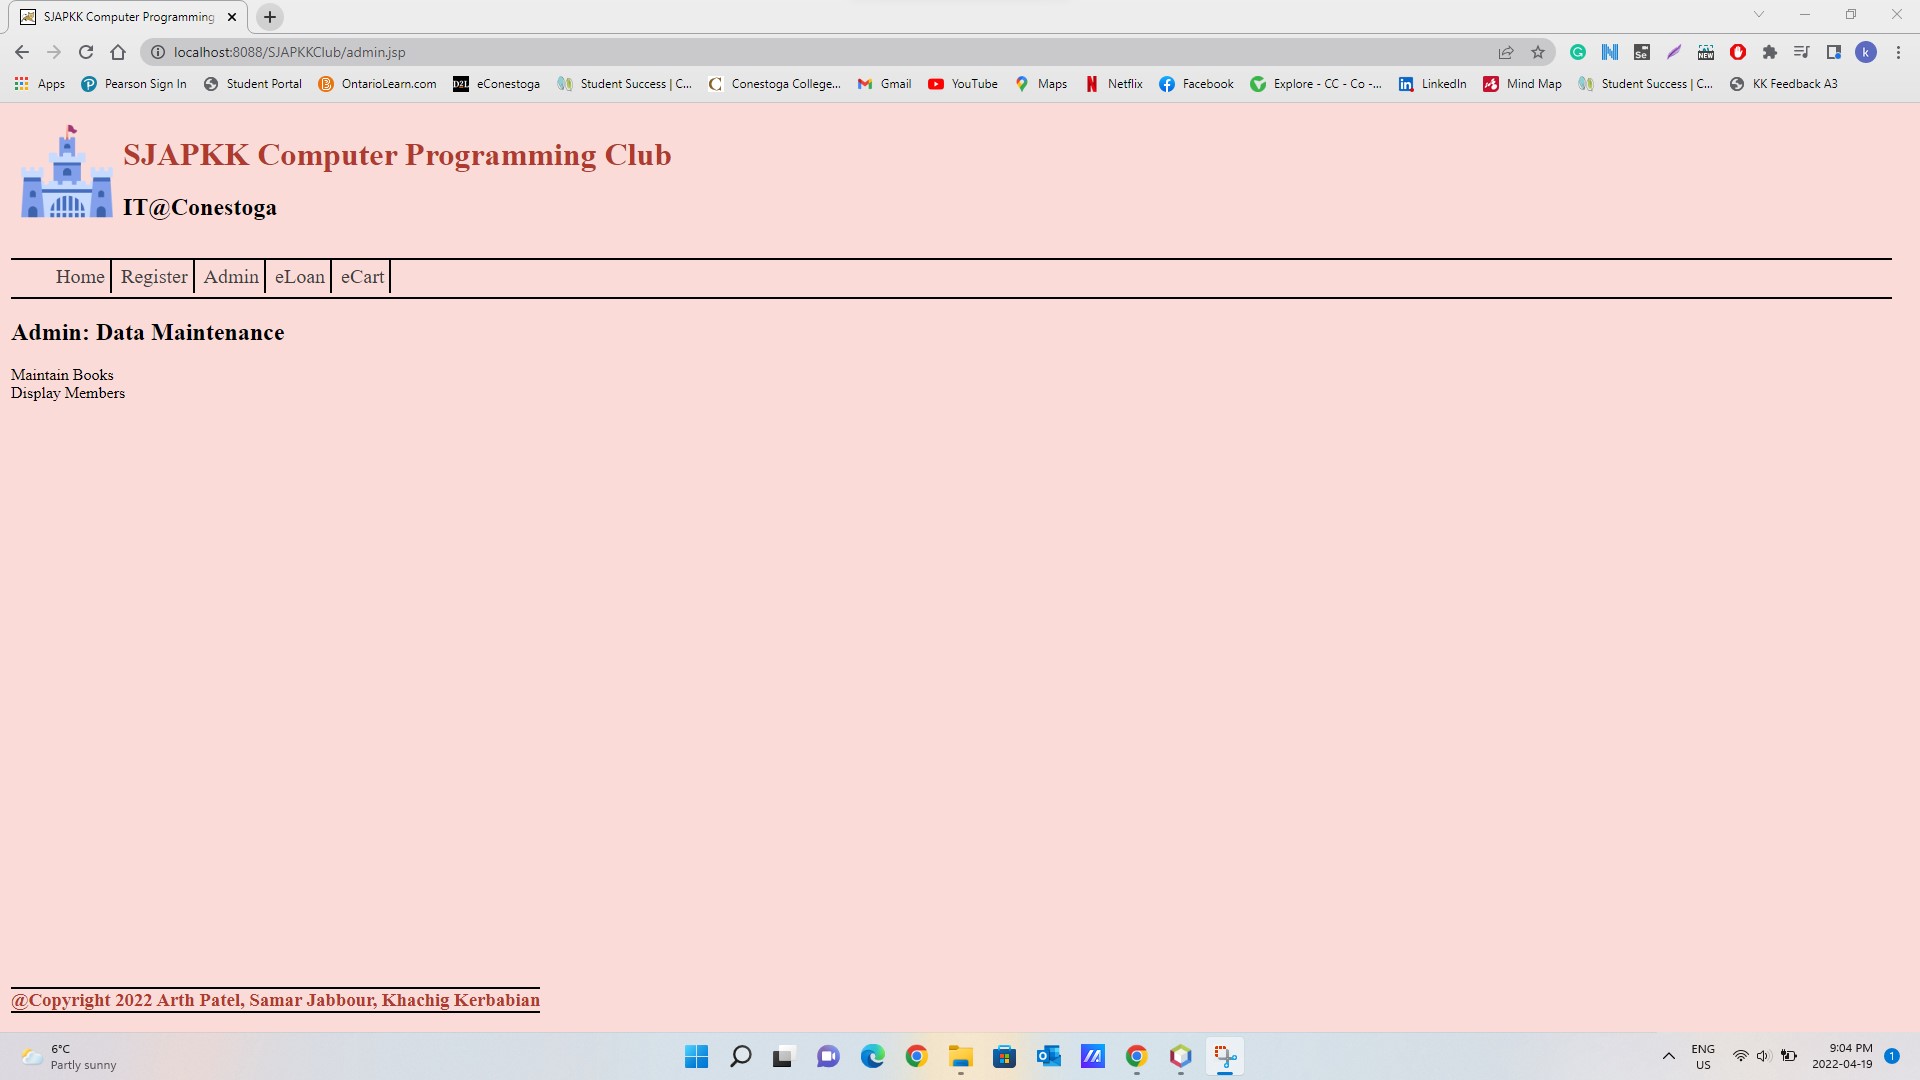 SJAPKK Computer Programming
localhost:8088/SJAPKKClub/admin.jsp
Apps Pearson Sign In Student Portal OntarioLearn.com D2L eConestoga Student Success | C... Conestoga College... Gmail YouTube Maps Netflix Facebook Explore - CC - Co -... LinkedIn Mind Map Student Success | C... KK Feedback A3
SJAPKK Computer Programming Club
IT@Conestoga
Home Register Admin eLoan eCart
Admin: Data Maintenance
Maintain Books
Display Members
@Copyright 2022 Arth Patel, Samar Jabbour, Khachig Kerbabian
6°C
Partly sunny
ENG
US
9:04 PM
2022-04-19
1